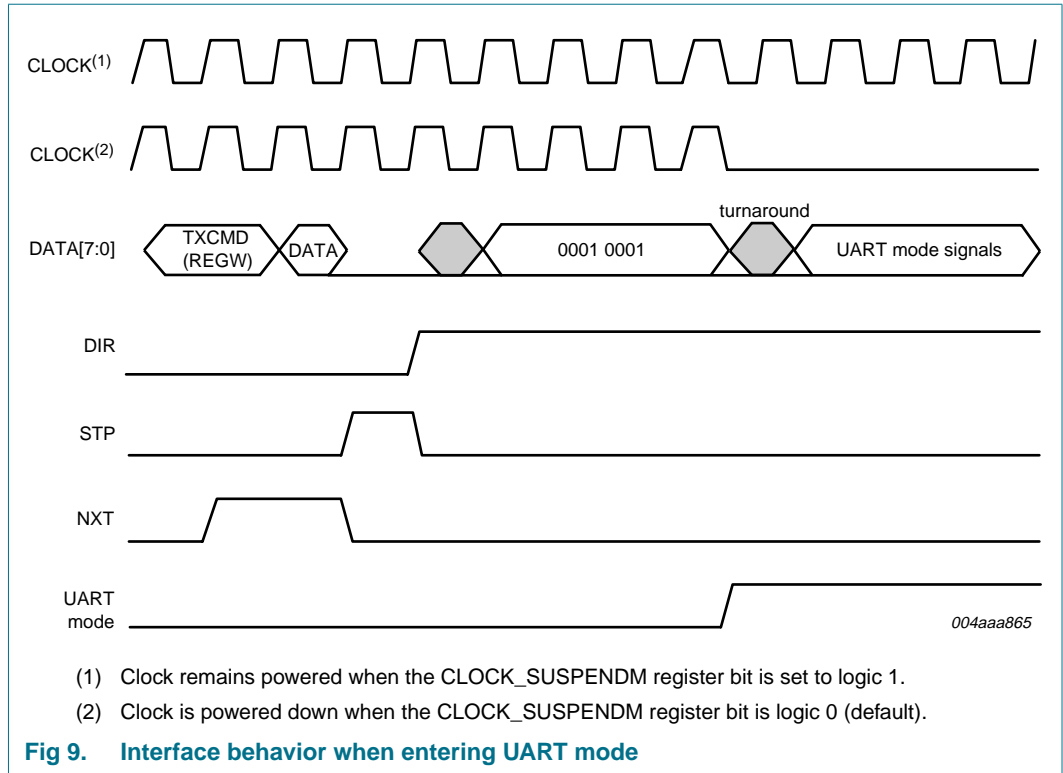 CLOCK(1)
CLOCK(2)
turnaround
DATA[7:0]
TXCMD
(REGW)
DATA
0001 0001
UART mode signals
DIR
STP
NXT
UART
mode
004aaa865
(1) Clock remains powered when the CLOCK_SUSPENDM register bit is set to logic 1.
(2) Clock is powered down when the CLOCK_SUSPENDM register bit is logic 0 (default).
Fig 9. Interface behavior when entering UART mode